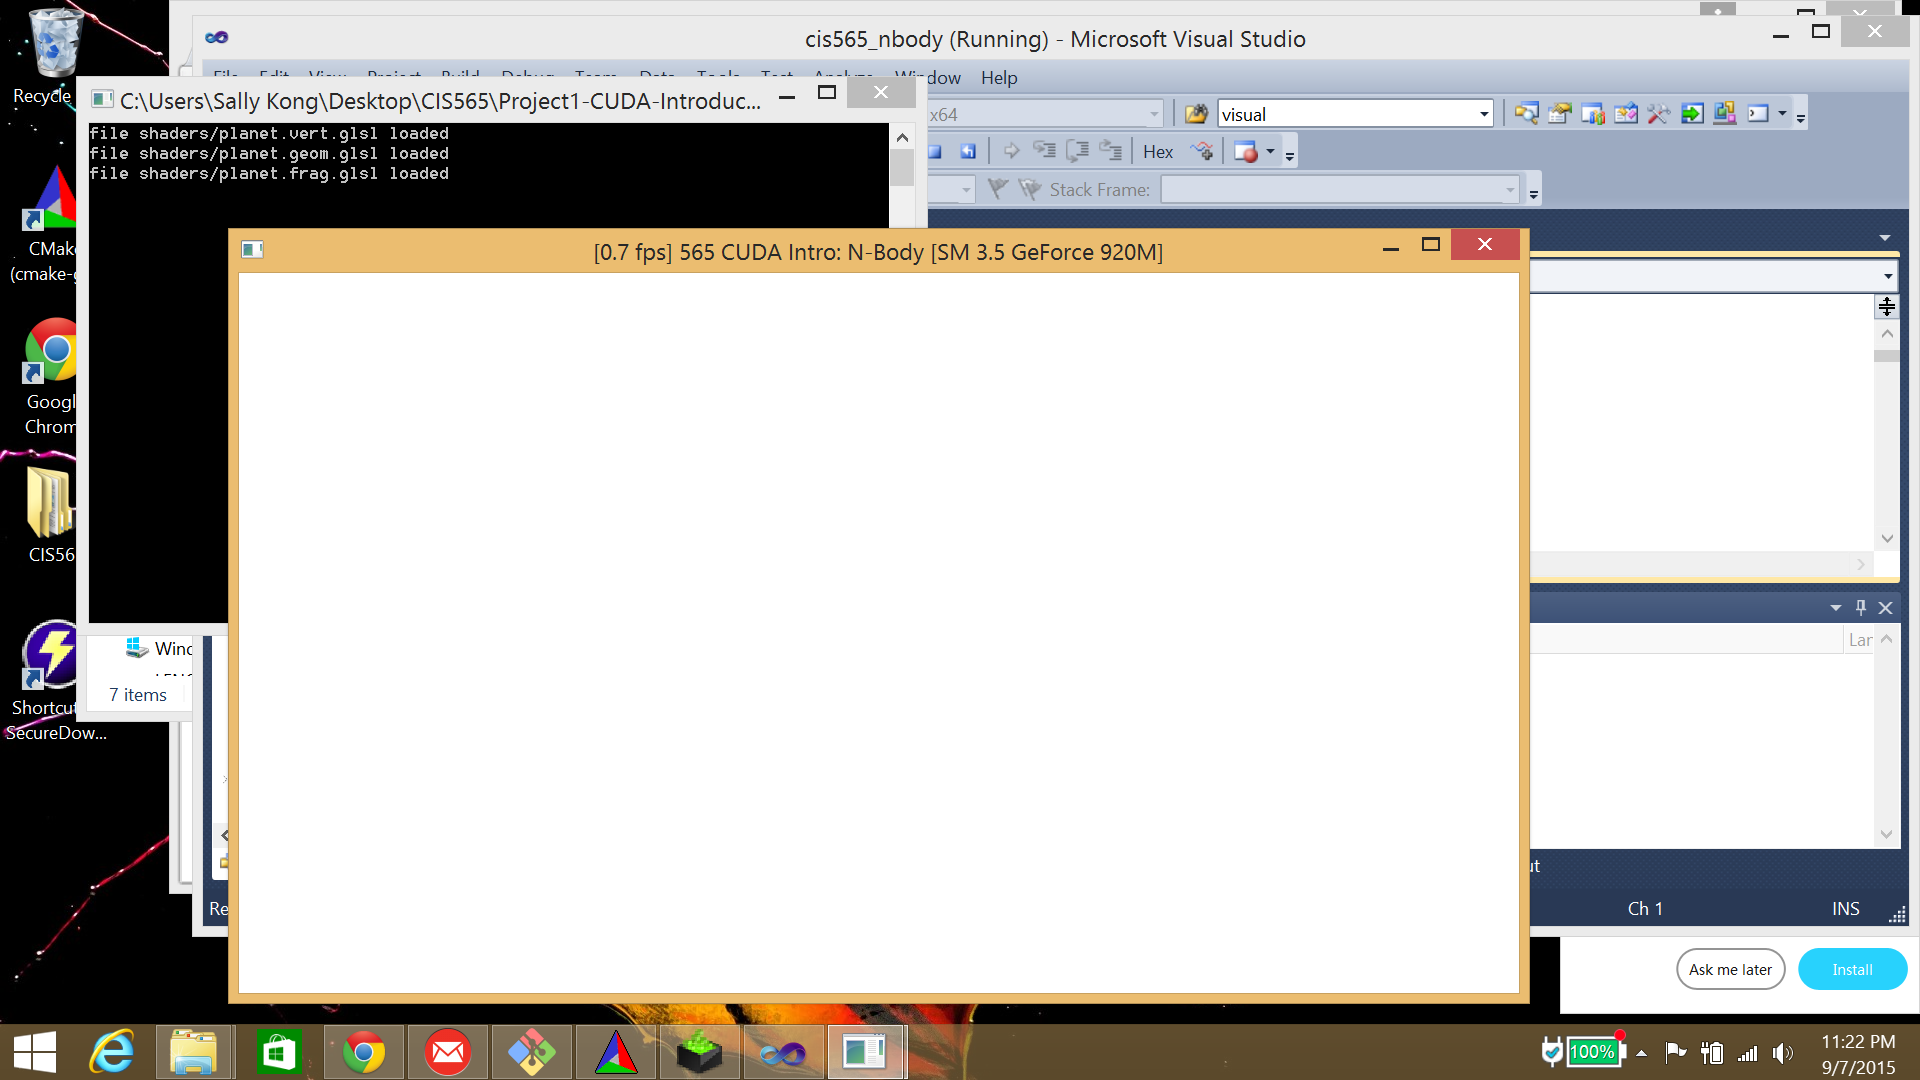 Recycle
cis565_nbody (Running) - Microsoft Visual Studio
File Edit View Project Build Debug Team Data Tools Test Analyze Window Help
C:\Users\Sally Kong\Desktop\CIS565\Project1-CUDA-Introduc...
x64
visual
file shaders/planet.vert.glsl loaded
file shaders/planet.geom.glsl loaded
file shaders/planet.frag.glsl loaded
Hex
Stack Frame:
CMake
(cmake-g
[0.7 fps] 565 CUDA Intro: N-Body [SM 3.5 GeForce 920M]
Googl
Chrom
CIS56
Lar
Winc
7 items
Shortcut
SecureDow...
ut
Re
Ch 1
INS
Ask me later
Install
100%
11:22 PM
9/7/2015